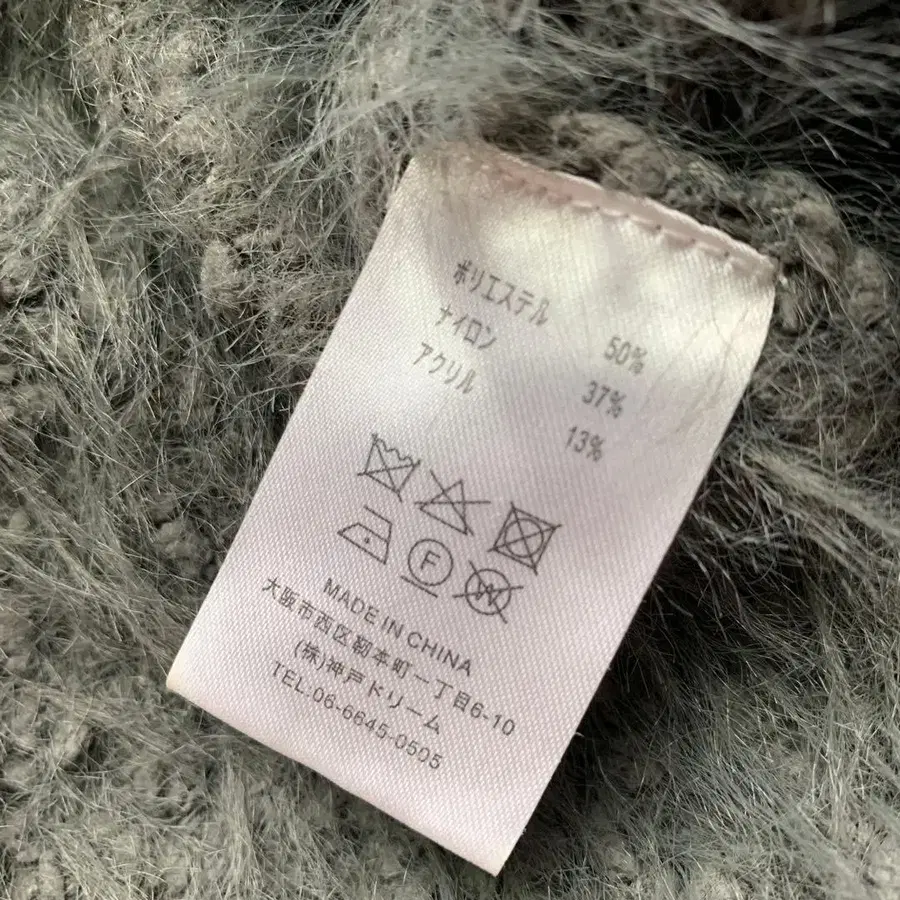 ポリエステル 50%
ナイロン 37%
アクリル 13%
F W
MADE IN CHINA
大阪市西区靭本町一丁目6-10
(株)神戸ドリーム
TEL:06-6645-0505